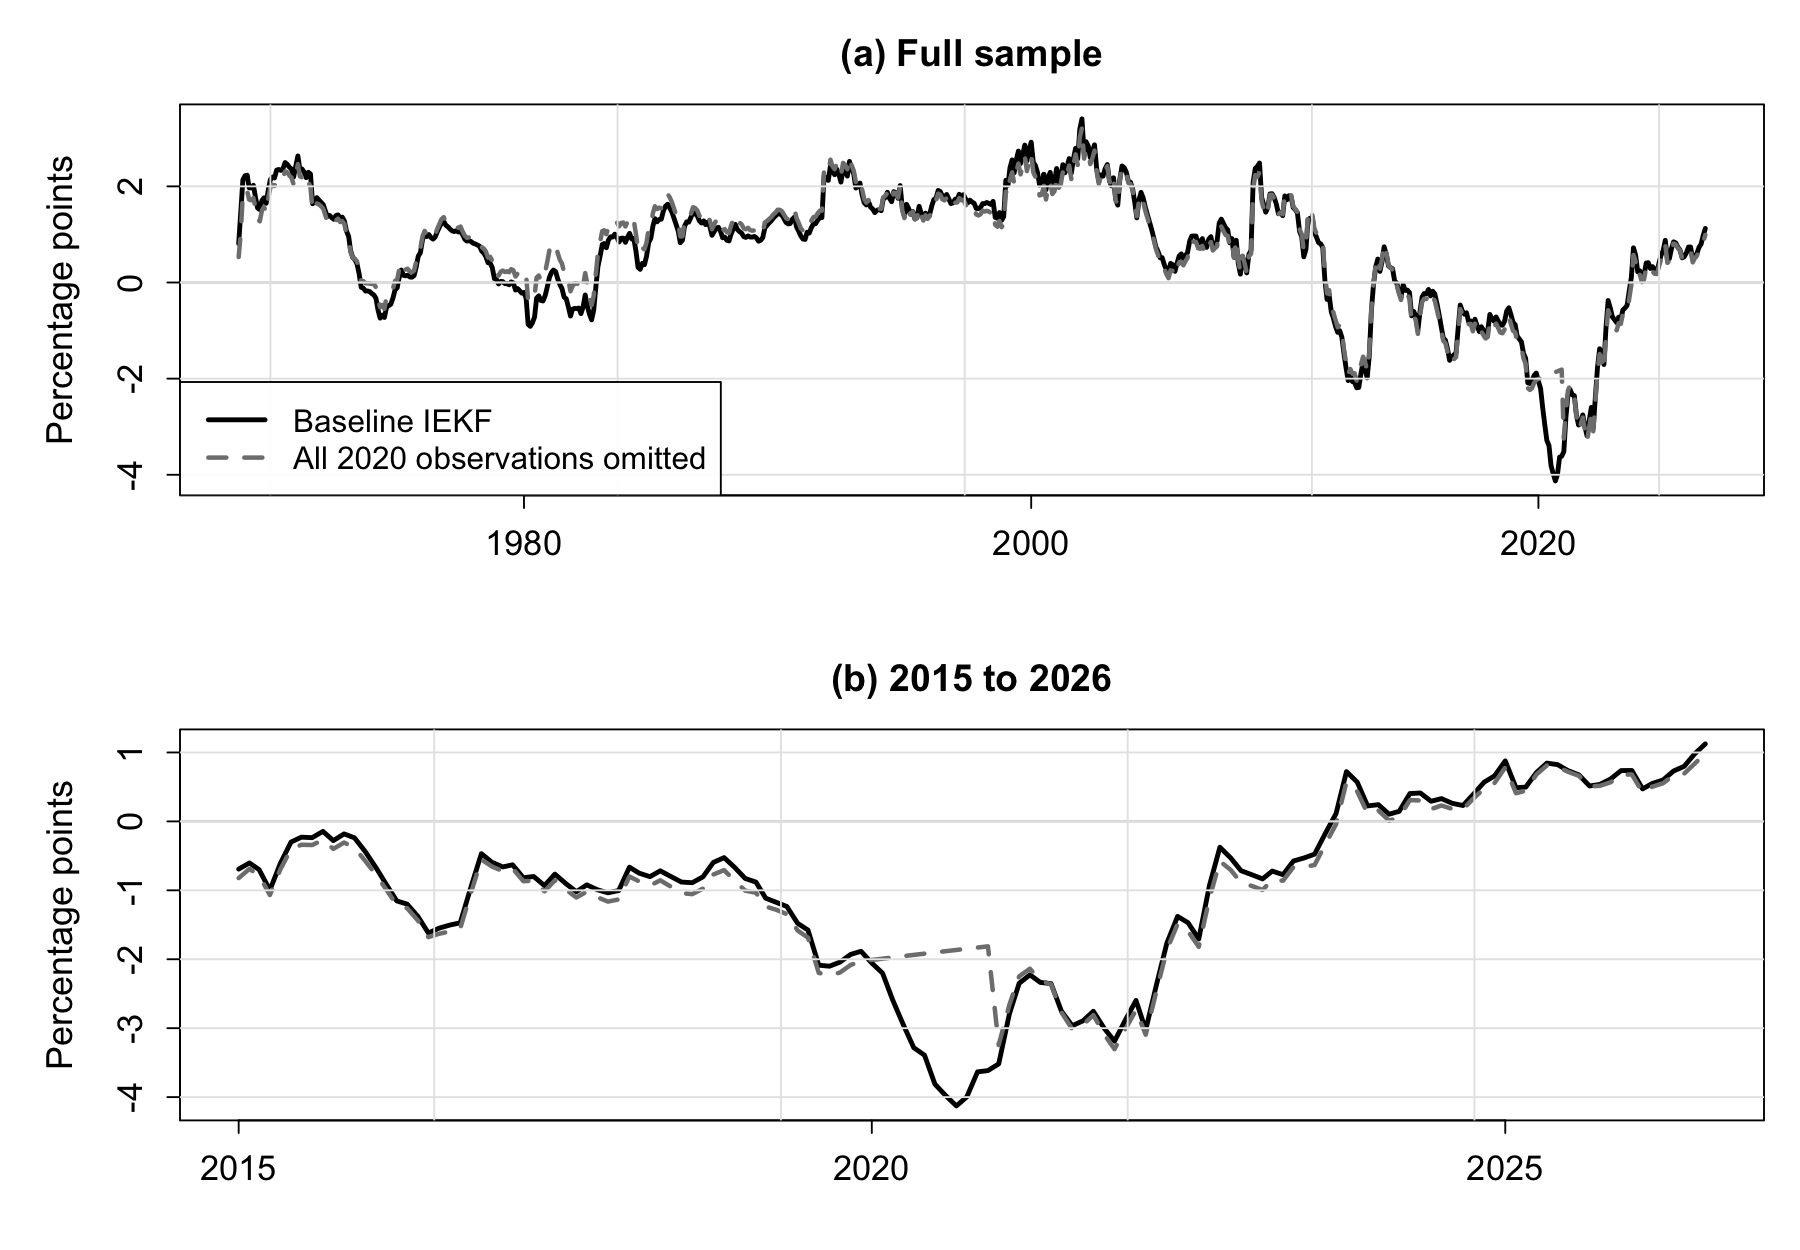 (a) Full sample
Percentage points
2
0
-2
-4
Baseline IEKF
All 2020 observations omitted
1980
2000
2020
(b) 2015 to 2026
Percentage points
1
0
-1
-2
-3
-4
2015
2020
2025